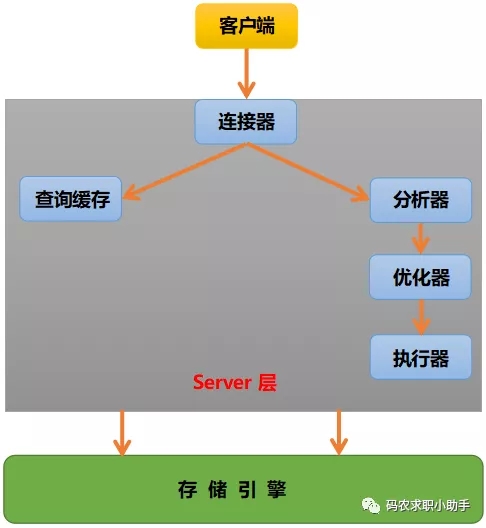 客户端
连接器
查询缓存
分析器
优化器
执行器
Server 层
存 储 引 擎
码农求职小助手